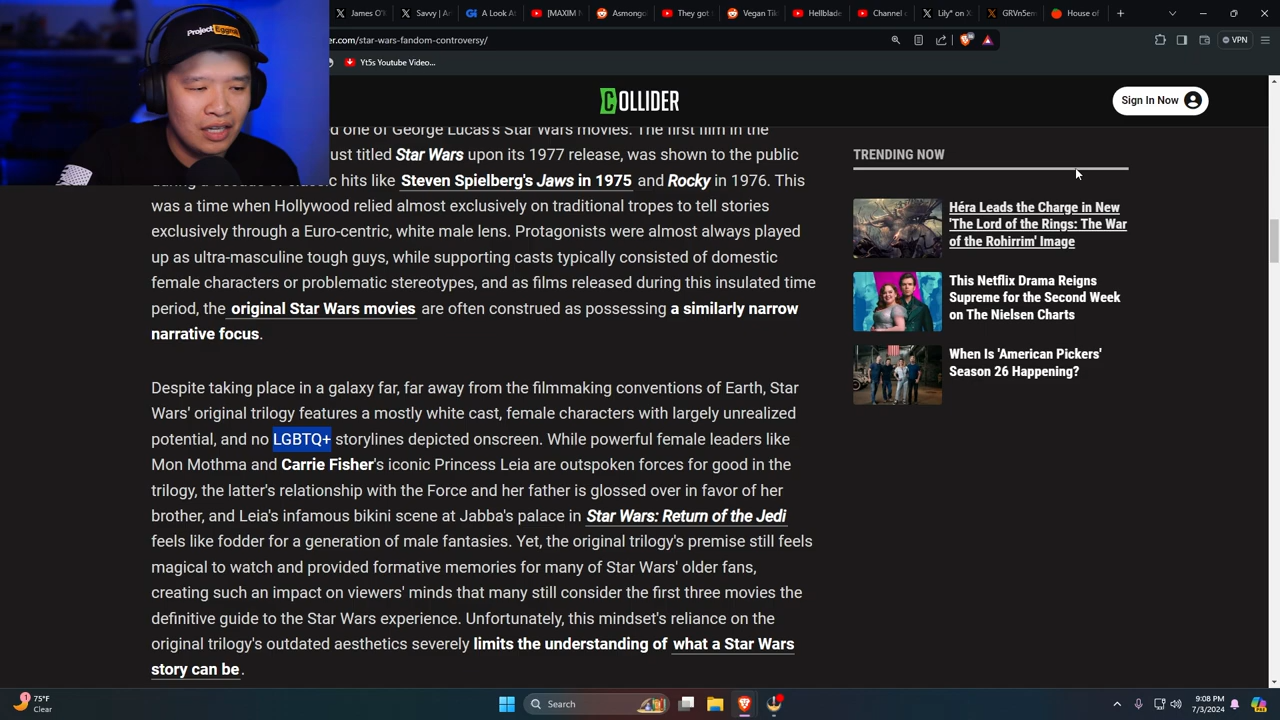 James O'K
Savvy | Ar
A Look At
[MAXIM N
Asmongo
They got
Vegan Tik
Hellblade
Channel c
Lily* on X
GRVn5em
House of
er.com/star-wars-fandom-controversy/
VPN
Yt5s Youtube Video...
Project Eggna
COLLIDER
Sign In Now
d one of George Lucas's Star Wars movies. The first film in the
ust titled Star Wars upon its 1977 release, was shown to the public
hits like Steven Spielberg's Jaws in 1975 and Rocky in 1976. This
was a time when Hollywood relied almost exclusively on traditional tropes to tell stories
exclusively through a Euro-centric, white male lens. Protagonists were almost always played
up as ultra-masculine tough guys, while supporting casts typically consisted of domestic
female characters or problematic stereotypes, and as films released during this insulated time
period, the original Star Wars movies are often construed as possessing a similarly narrow
narrative focus.
Despite taking place in a galaxy far, far away from the filmmaking conventions of Earth, Star
Wars' original trilogy features a mostly white cast, female characters with largely unrealized
potential, and no LGBTQ+ storylines depicted onscreen. While powerful female leaders like
Mon Mothma and Carrie Fisher's iconic Princess Leia are outspoken forces for good in the
trilogy, the latter's relationship with the Force and her father is glossed over in favor of her
brother, and Leia's infamous bikini scene at Jabba's palace in Star Wars: Return of the Jedi
feels like fodder for a generation of male fantasies. Yet, the original trilogy's premise still feels
magical to watch and provided formative memories for many of Star Wars' older fans,
creating such an impact on viewers' minds that many still consider the first three movies the
definitive guide to the Star Wars experience. Unfortunately, this mindset's reliance on the
original trilogy's outdated aesthetics severely limits the understanding of what a Star Wars
story can be.
TRENDING NOW
Héra Leads the Charge in New
'The Lord of the Rings: The War
of the Rohirrim' Image
This Netflix Drama Reigns
Supreme for the Second Week
on The Nielsen Charts
When Is 'American Pickers'
Season 26 Happening?
75°F
Clear
Search
9:08 PM
7/3/2024